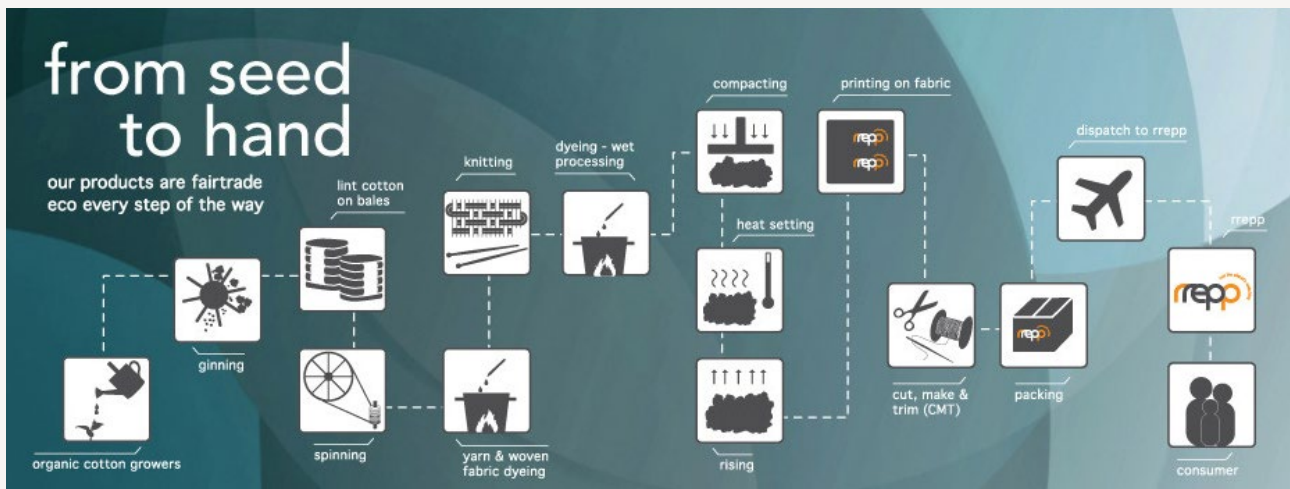 from seed
to hand
our products are fairtrade
eco every step of the way
organic cotton growers
ginning
lint cotton
on bales
spinning
yarn & woven
fabric dyeing
knitting
dyeing - wet
processing
compacting
heat setting
rising
printing on fabric
rrepp
rrepp
cut, make &
trim (CMT)
packing
rrepp
dispatch to rrepp
rrepp
rrepp
consumer